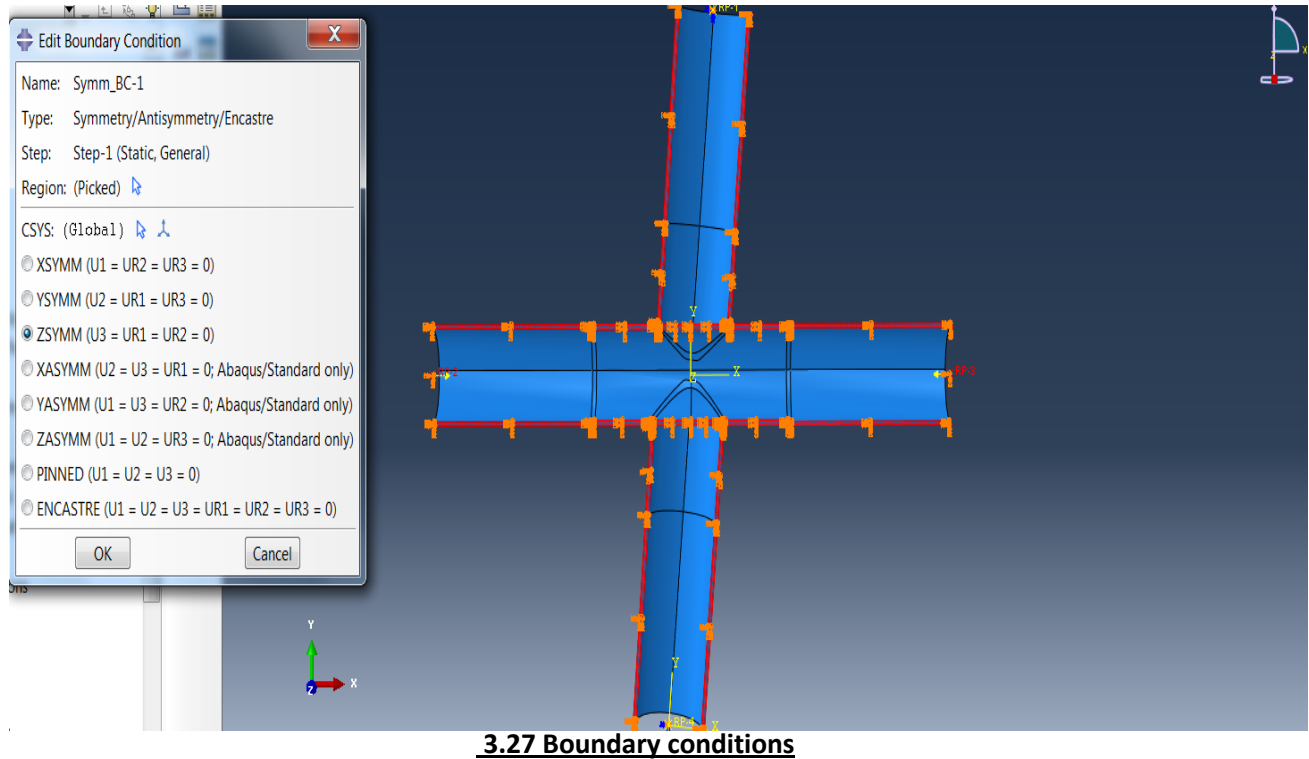 Edit Boundary Condition
X
Name: Symm_BC-1
Type: Symmetry/Antisymmetry/Encastre
Step: Step-1 (Static, General)
Region: (Picked)
CSYS: (Global)
XSYMM (U1 = UR2 = UR3 = 0)
YSYMM (U2 = UR1 = UR3 = 0)
ZSYMM (U3 = UR1 = UR2 = 0)
XASYMM (U2 = U3 = UR1 = 0; Abaqus/Standard only)
YASYMM (U1 = U3 = UR2 = 0; Abaqus/Standard only)
ZASYMM (U1 = U2 = UR3 = 0; Abaqus/Standard only)
PINNED (U1 = U2 = U3 = 0)
ENCASTRE (U1 = U2 = U3 = UR1 = UR2 = UR3 = 0)
OK Cancel
RP-1
X
Z
Y
X
Z
RP-3
Y
RP-4
X
Y
X
Z
3.27 Boundary conditions